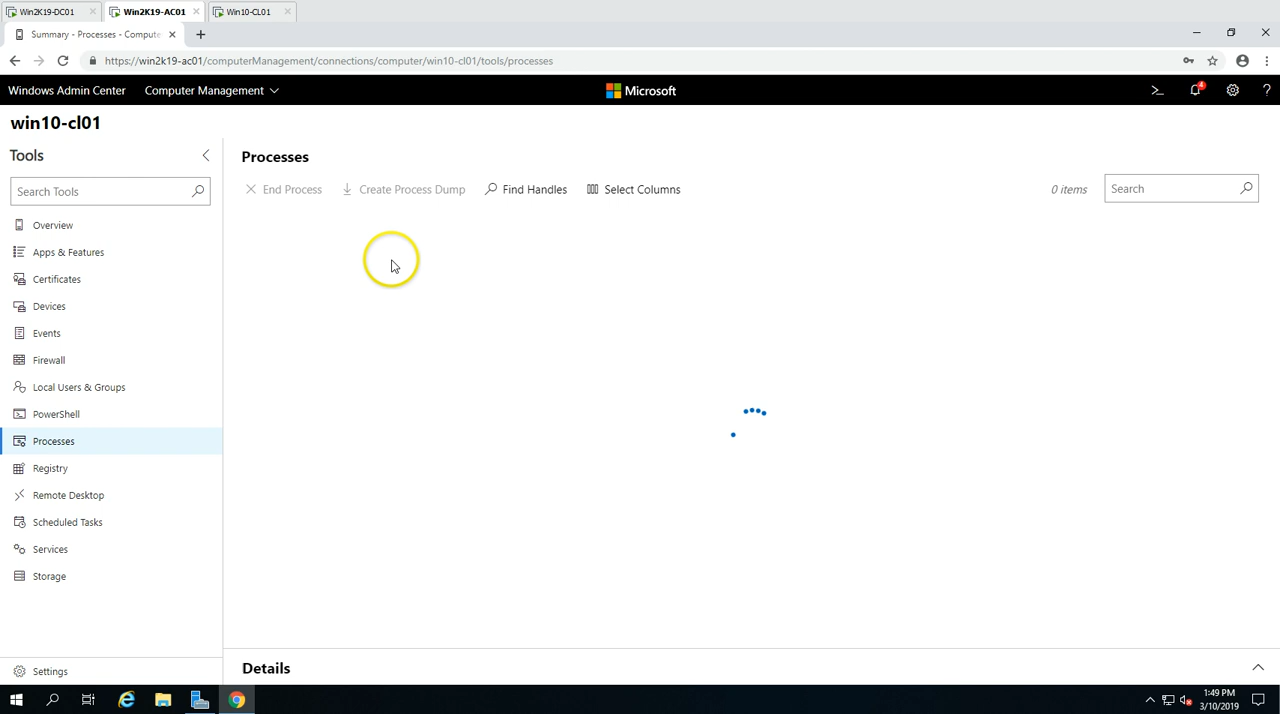 Win2K19-DC01 Win2K19-AC01 Win10-CL01
Summary - Processes - Compute
https://win2k19-ac01/computerManagement/connections/computer/win10-cl01/tools/processes
Windows Admin Center Computer Management Microsoft 4 ?
win10-cl01
Tools
Search Tools
Overview
Apps & Features
Certificates
Devices
Events
Firewall
Local Users & Groups
PowerShell
Processes
Registry
Remote Desktop
Scheduled Tasks
Services
Storage
Settings
Processes
End Process Create Process Dump Find Handles Select Columns 0 items Search
Details
1:49 PM
3/10/2019